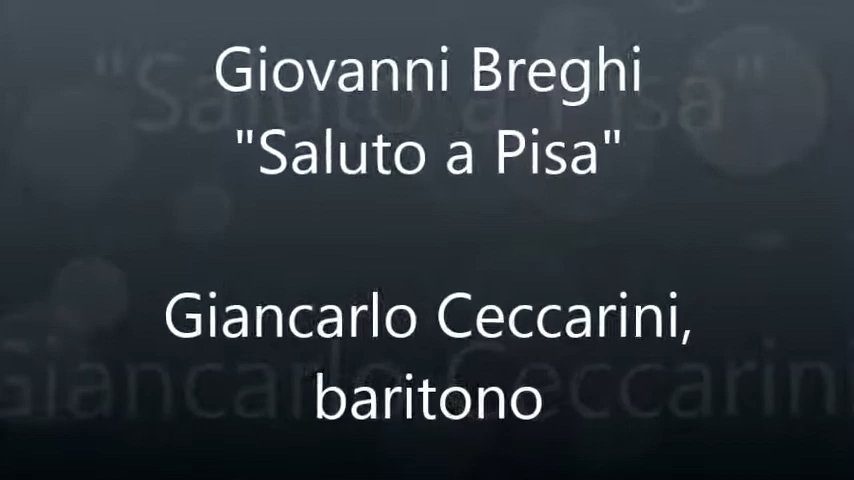 Giovanni Breghi
"Saluto a Pisa"
Giancarlo Ceccarini,
baritono